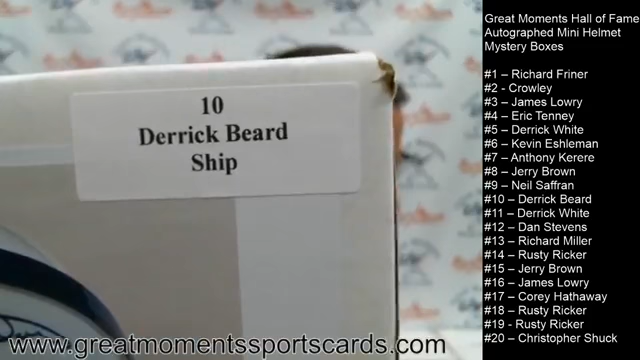 10
Derrick Beard
Ship
www.greatmomentssportscards.com
Great Moments Hall of Fame
Autographed Mini Helmet
Mystery Boxes
#1 – Richard Friner
#2 - Crowley
#3 – James Lowry
#4 – Eric Tenney
#5 – Derrick White
#6 – Kevin Eshleman
#7 – Anthony Kerere
#8 – Jerry Brown
#9 – Neil Saffran
#10 – Derrick Beard
#11 – Derrick White
#12 – Dan Stevens
#13 – Richard Miller
#14 – Rusty Ricker
#15 – Jerry Brown
#16 – James Lowry
#17 – Corey Hathaway
#18 – Rusty Ricker
#19 - Rusty Ricker
#20 – Christopher Shuck